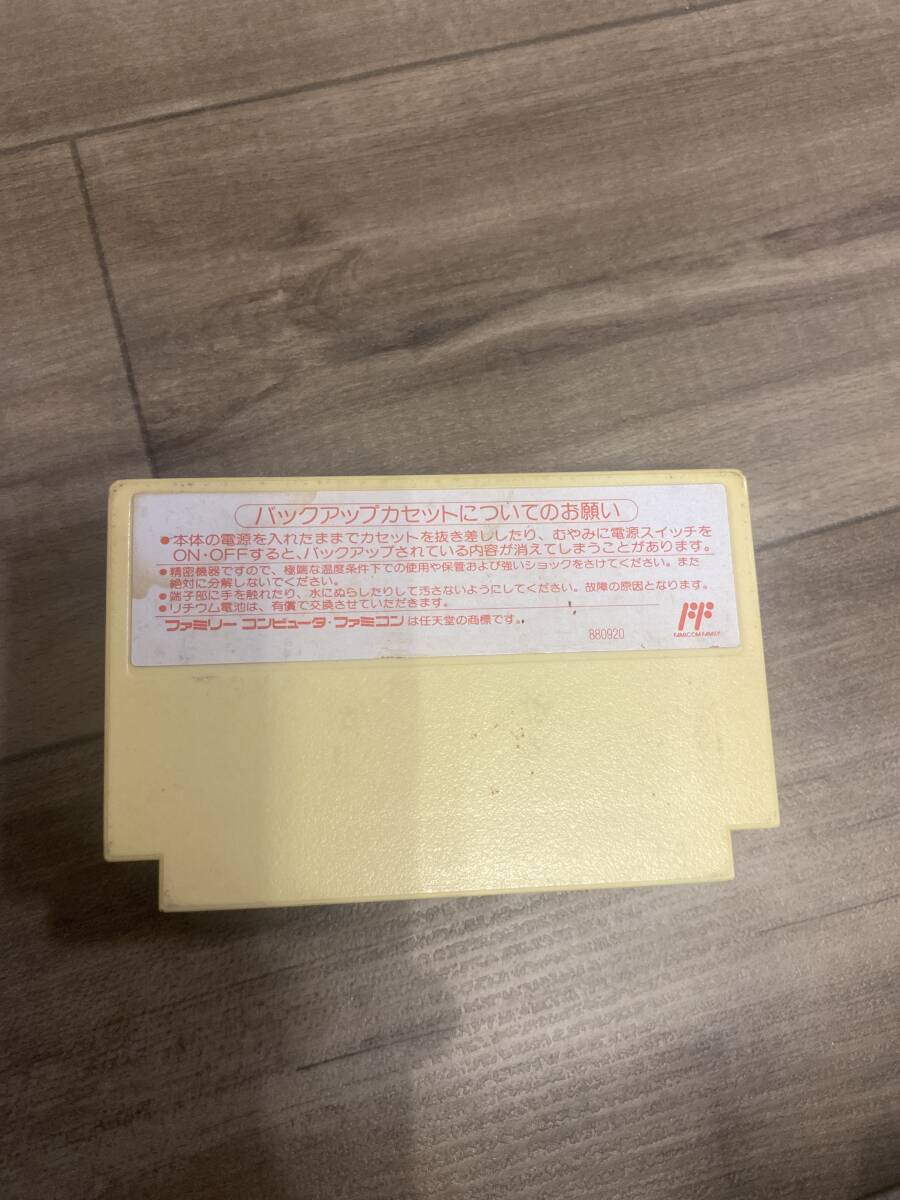 バックアップカセットについてのお願い
●本体の電源を入れたままでカセットを抜き差ししたり、むやみに電源スイッチを
ON・OFFすると、バックアップされている内容が消えてしまうことがあります。
●精密機器ですので、極端な温度条件下での使用や保管および強いショックをさけてください。また
絶対に分解しないでください。
●端子部に手を触れたり、水にぬらしたりして汚さないようにしてください。故障の原因となります。
●リチウム電池は、有償で交換させていただきます。
ファミリー コンピュータ・ファミコンは任天堂の商標です。
880920
FAMICOM FAMILY